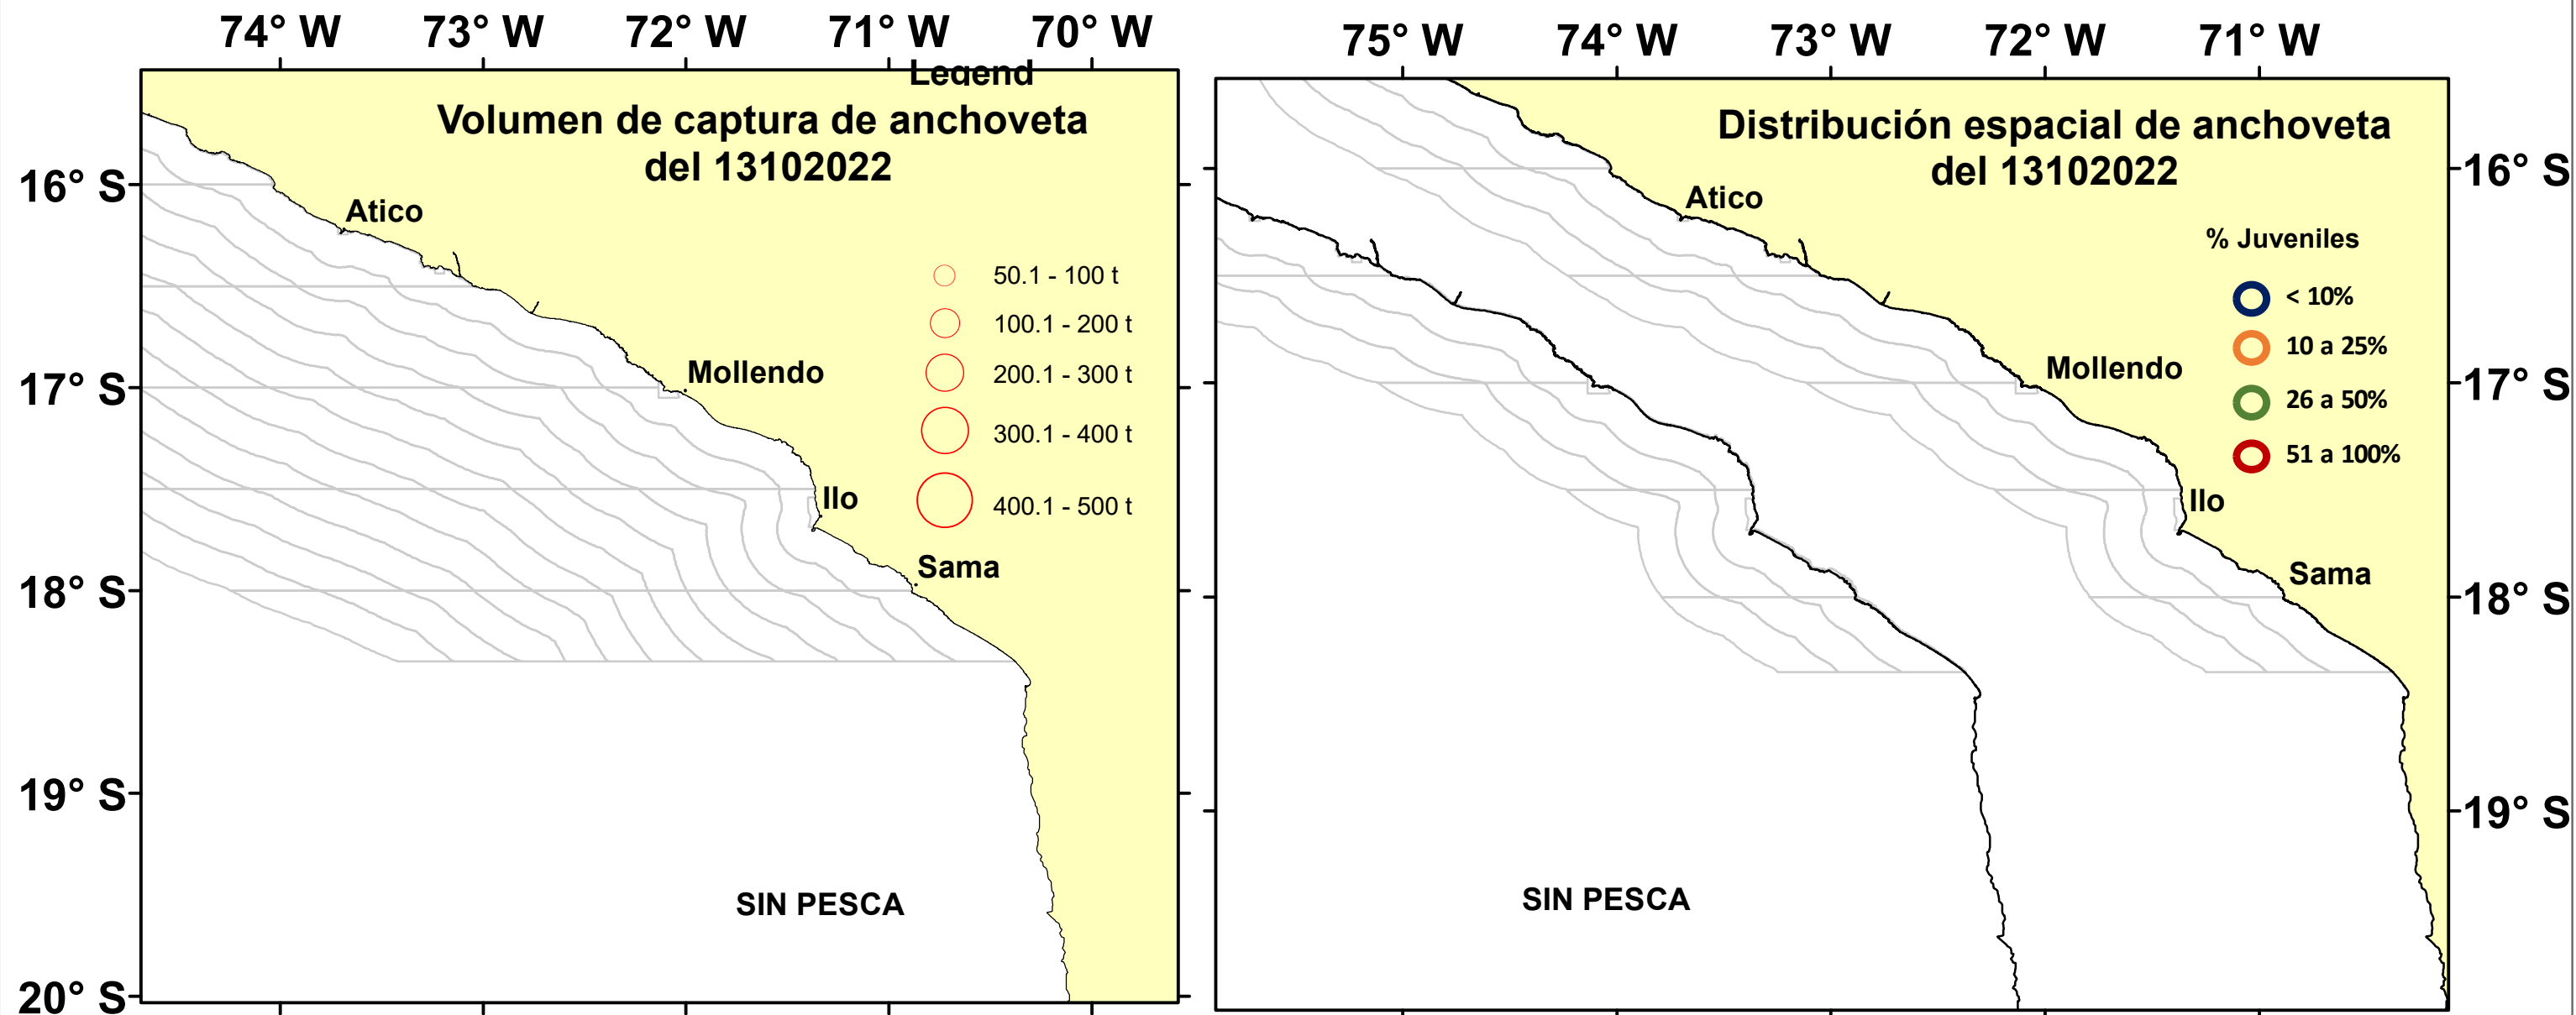 74° W 73° W 72° W 71° W 70° W
Legend
Volumen de captura de anchoveta
del 13102022
16° S
Atico
50.1 - 100 t
100.1 - 200 t
Mollendo
200.1 - 300 t
17° S
300.1 - 400 t
Ilo
400.1 - 500 t
Sama
18° S
19° S
SIN PESCA
20° S
75° W 74° W 73° W 72° W 71° W
Distribución espacial de anchoveta
del 13102022
16° S
Atico
% Juveniles
< 10%
10 a 25%
Mollendo
17° S
26 a 50%
51 a 100%
Ilo
Sama
18° S
19° S
SIN PESCA